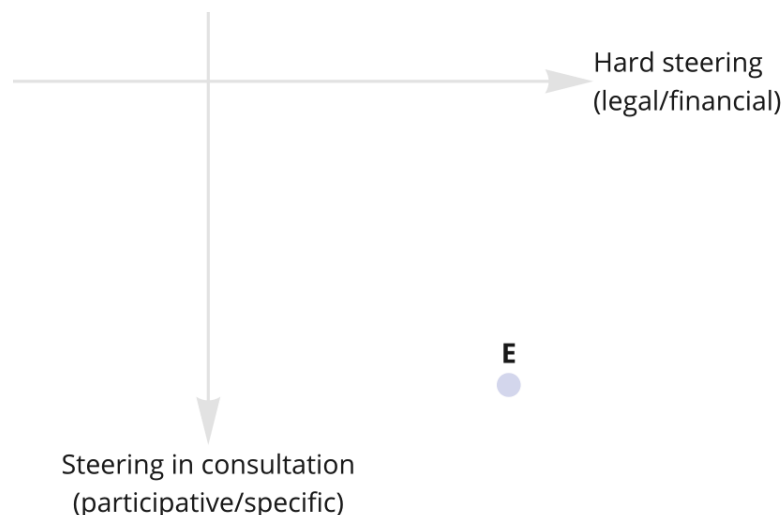 Hard steering
(legal/financial)
E
Steering in consultation
(participative/specific)